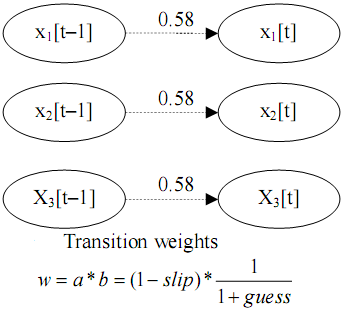 x₁[t−1] 0.58 x₁[t]
x₂[t−1] 0.58 x₂[t]
X₃[t−1] 0.58 X₃[t]
Transition weights
w = a * b = (1 − slip) * 1 / (1 + guess)